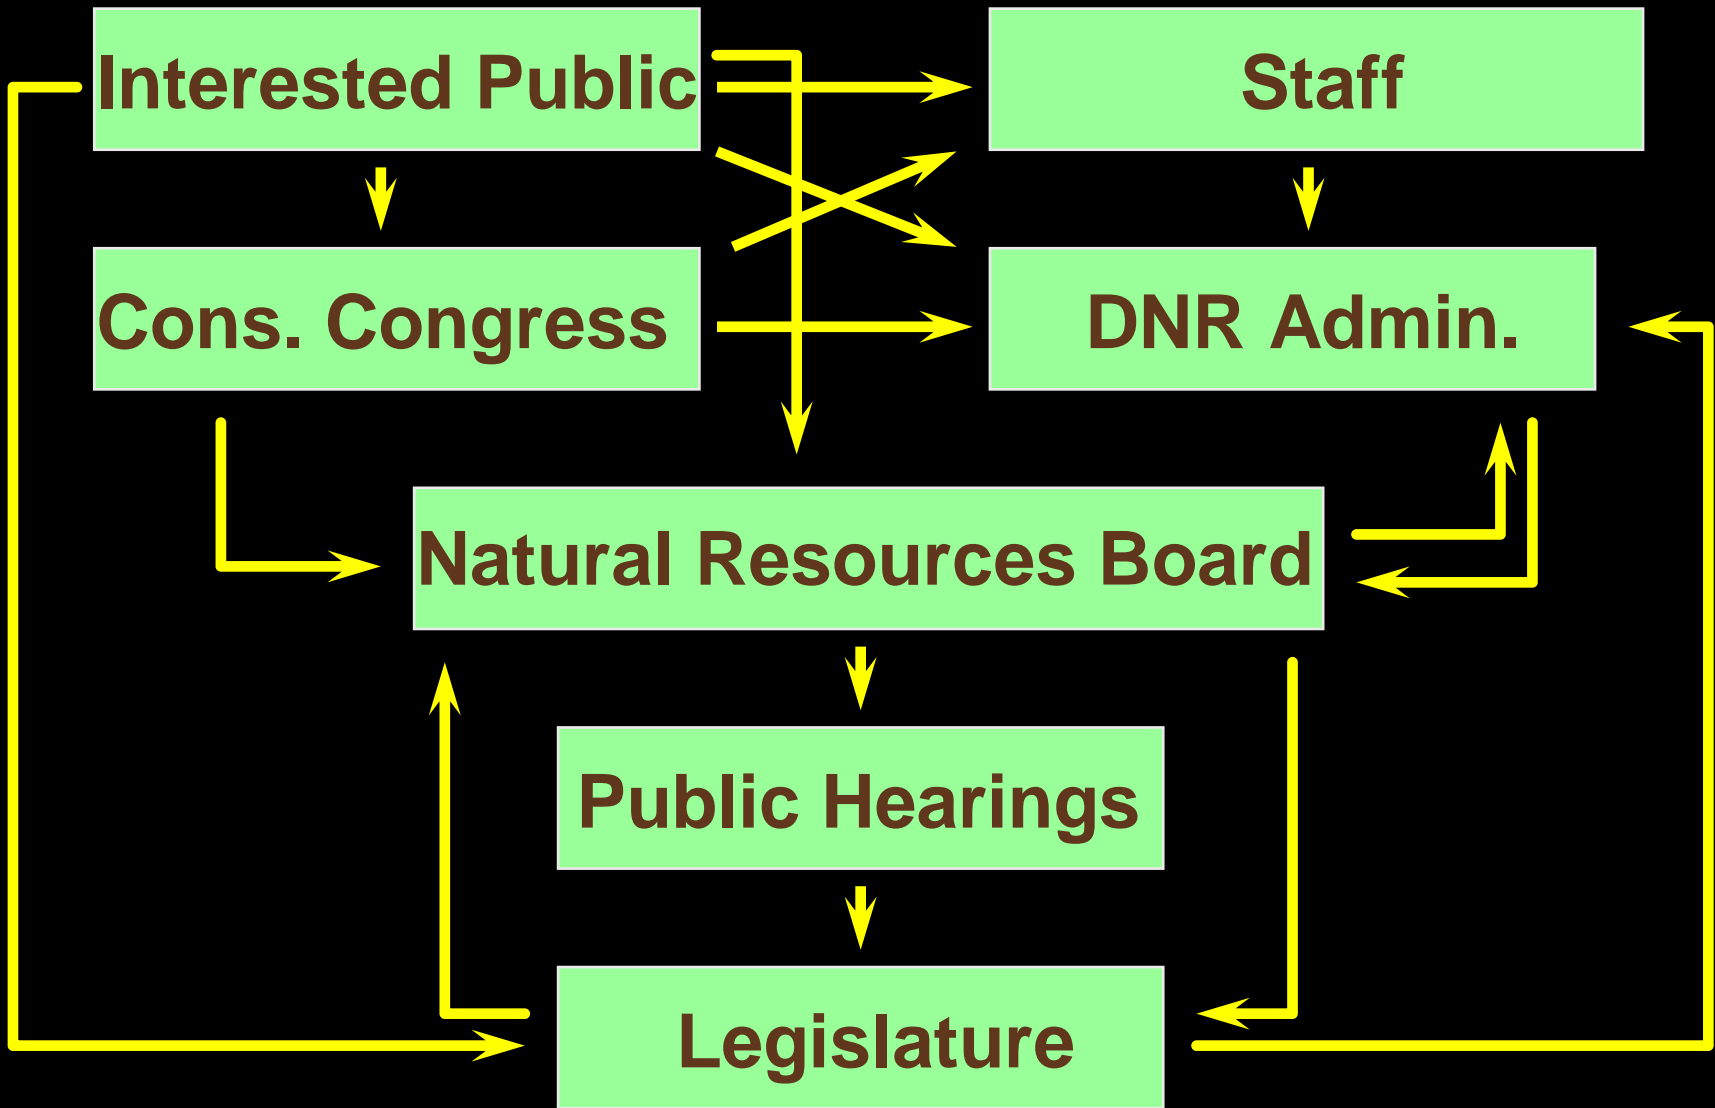 Interested Public
Staff
Cons. Congress
DNR Admin.
Natural Resources Board
Public Hearings
Legislature